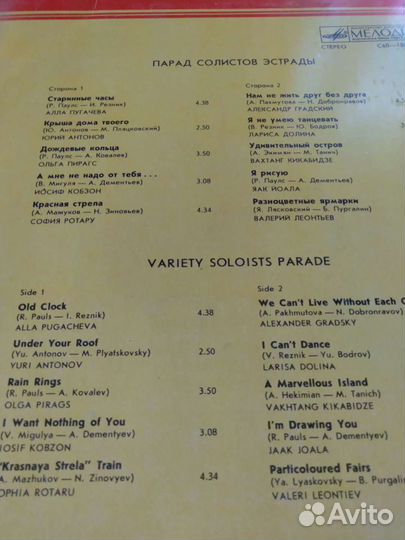 МЕЛОДИ
СТЕРЕО
С60—18
ПАРАД СОЛИСТОВ ЭСТРАДЫ
Сторона 1
Старинные часы
(Р. Паулс — И. Резник) 4.38
АЛЛА ПУГАЧЕВА
Крыша дома твоего
(Ю. Антонов — М. Пляцковский) 2.50
ЮРИЙ АНТОНОВ
Дождевые кольца
(Р. Паулс — А. Ковалев) 3.50
ОЛЬГА ПИРАГС
А мне не надо от тебя . . .
(В. Мигуля — А. Дементьев) 3.08
ИОСИФ КОБЗОН
Красная стрела
(А. Мажуков — Н. Зиновьев) 4.34
СОФИЯ РОТАРУ
Сторона 2
Нам не жить друг без друга
(А. Пахмутова — Н. Добронравов)
АЛЕКСАНДР ГРАДСКИЙ
Я не умею танцевать
(В. Резник — Ю. Бодров)
ЛАРИСА ДОЛИНА
Удивительный остров
(А. Экимян — М. Танич)
ВАХТАНГ КИКАБИДЗЕ
Я рисую
(Р. Паулс — А. Дементьев)
ЯАК ЙОАЛА
Разноцветные ярмарки
(Я. Лясковский — Б. Пургалин)
ВАЛЕРИЙ ЛЕОНТЬЕВ
VARIETY SOLOISTS PARADE
Side 1
Old Clock
(R. Pauls — I. Reznik) 4.38
ALLA PUGACHEVA
Under Your Roof
(Yu. Antonov — M. Plyatskovsky) 2.50
YURI ANTONOV
Rain Rings
(R. Pauls — A. Kovalev) 3.50
OLGA PIRAGS
I Want Nothing of You
(V. Migulya — A. Dementyev) 3.08
IOSIF KOBZON
"Krasnaya Strela" Train
A. Mazhukov — N. Zinovyev) 4.34
OPHIA ROTARU
Side 2
We Can't Live Without Each O
(A. Pakhmutova — N. Dobronravov)
ALEXANDER GRADSKY
I Can't Dance
(V. Reznik — Yu. Bodrov)
LARISA DOLINA
A Marvellous Island
(A. Hekimian — M. Tanich)
VAKHTANG KIKABIDZE
I'm Drawing You
(R. Pauls — A. Dementyev)
JAAK JOALA
Particoloured Fairs
(Ya. Lyaskovsky — B. Purgalin
VALERI LEONTIEV
Avito